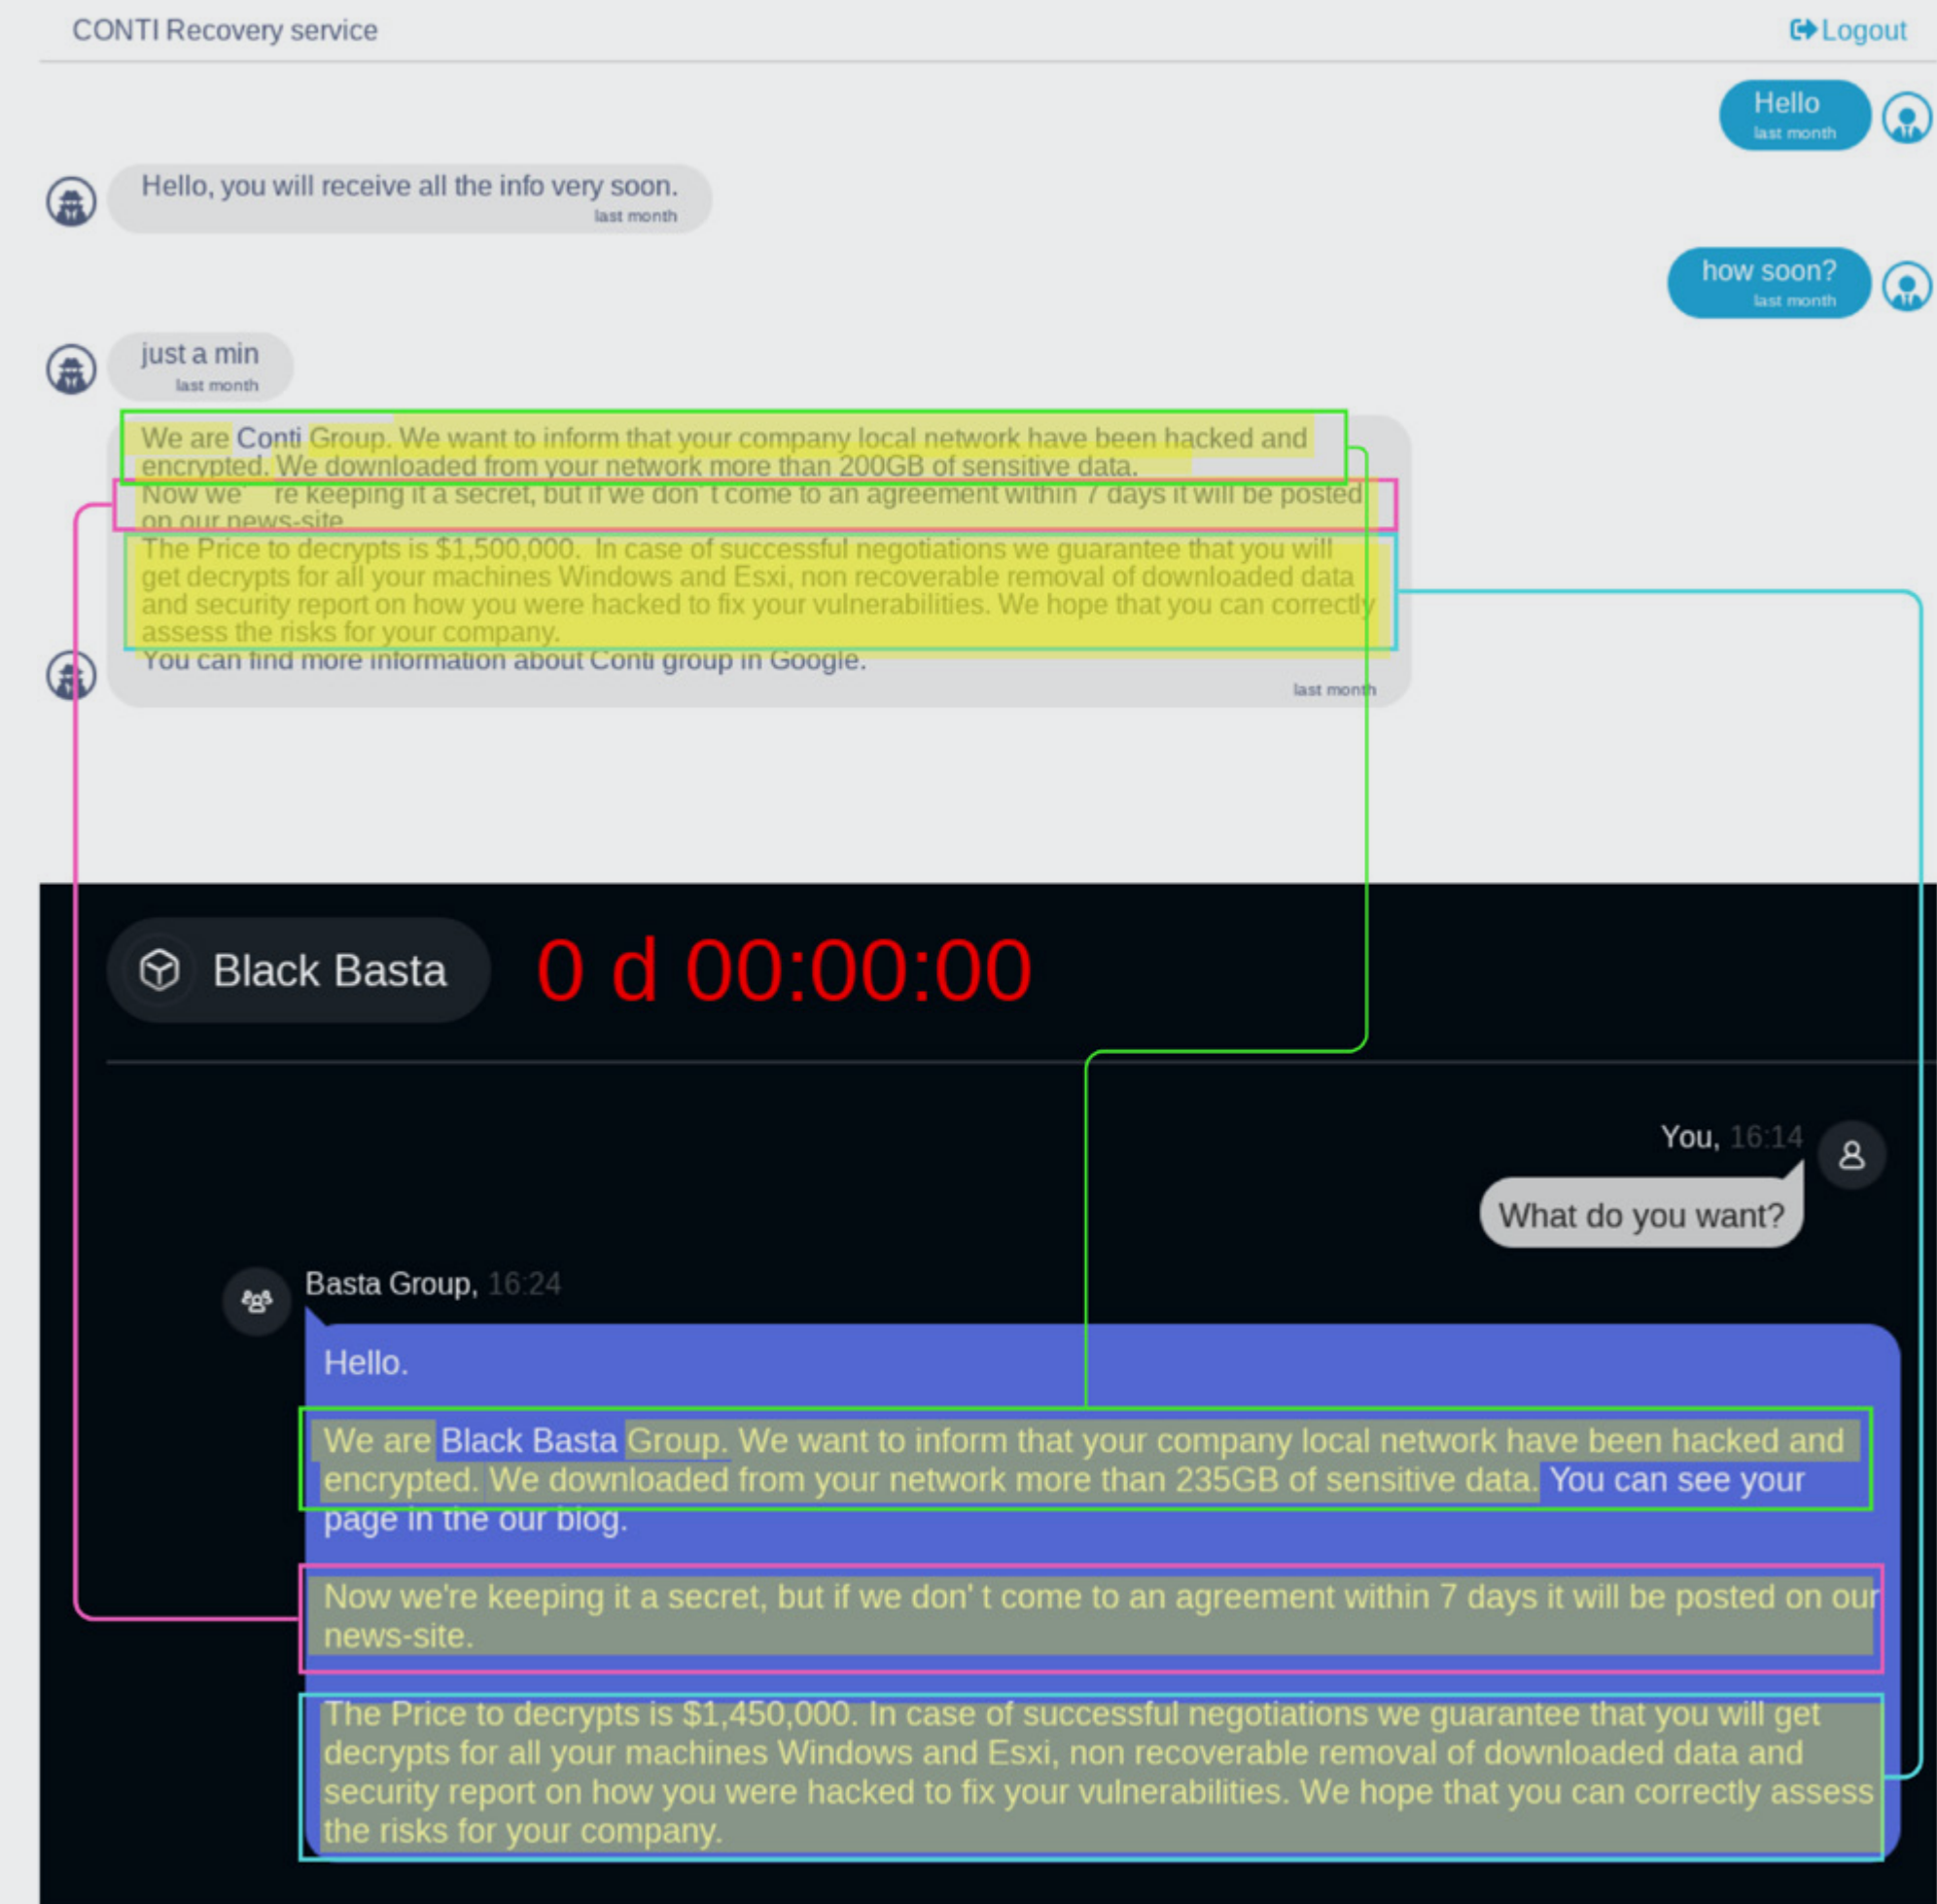 CONTI Recovery service
Logout
Hello
last month
Hello, you will receive all the info very soon.
last month
how soon?
last month
just a min
last month
We are Conti Group. We want to inform that your company local network have been hacked and
encrypted. We downloaded from your network more than 200GB of sensitive data.
Now we' re keeping it a secret, but if we don' t come to an agreement within 7 days it will be posted
on our news-site
The Price to decrypts is $1,500,000. In case of successful negotiations we guarantee that you will
get decrypts for all your machines Windows and Esxi, non recoverable removal of downloaded data
and security report on how you were hacked to fix your vulnerabilities. We hope that you can correctly
assess the risks for your company.
You can find more information about Conti group in Google.
last month
Black Basta
0 d 00:00:00
You, 16:14
What do you want?
Basta Group, 16:24
Hello.
We are Black Basta Group. We want to inform that your company local network have been hacked and
encrypted. We downloaded from your network more than 235GB of sensitive data. You can see your
page in the our blog.
Now we're keeping it a secret, but if we don' t come to an agreement within 7 days it will be posted on our
news-site.
The Price to decrypts is $1,450,000. In case of successful negotiations we guarantee that you will get
decrypts for all your machines Windows and Esxi, non recoverable removal of downloaded data and
security report on how you were hacked to fix your vulnerabilities. We hope that you can correctly assess
the risks for your company.